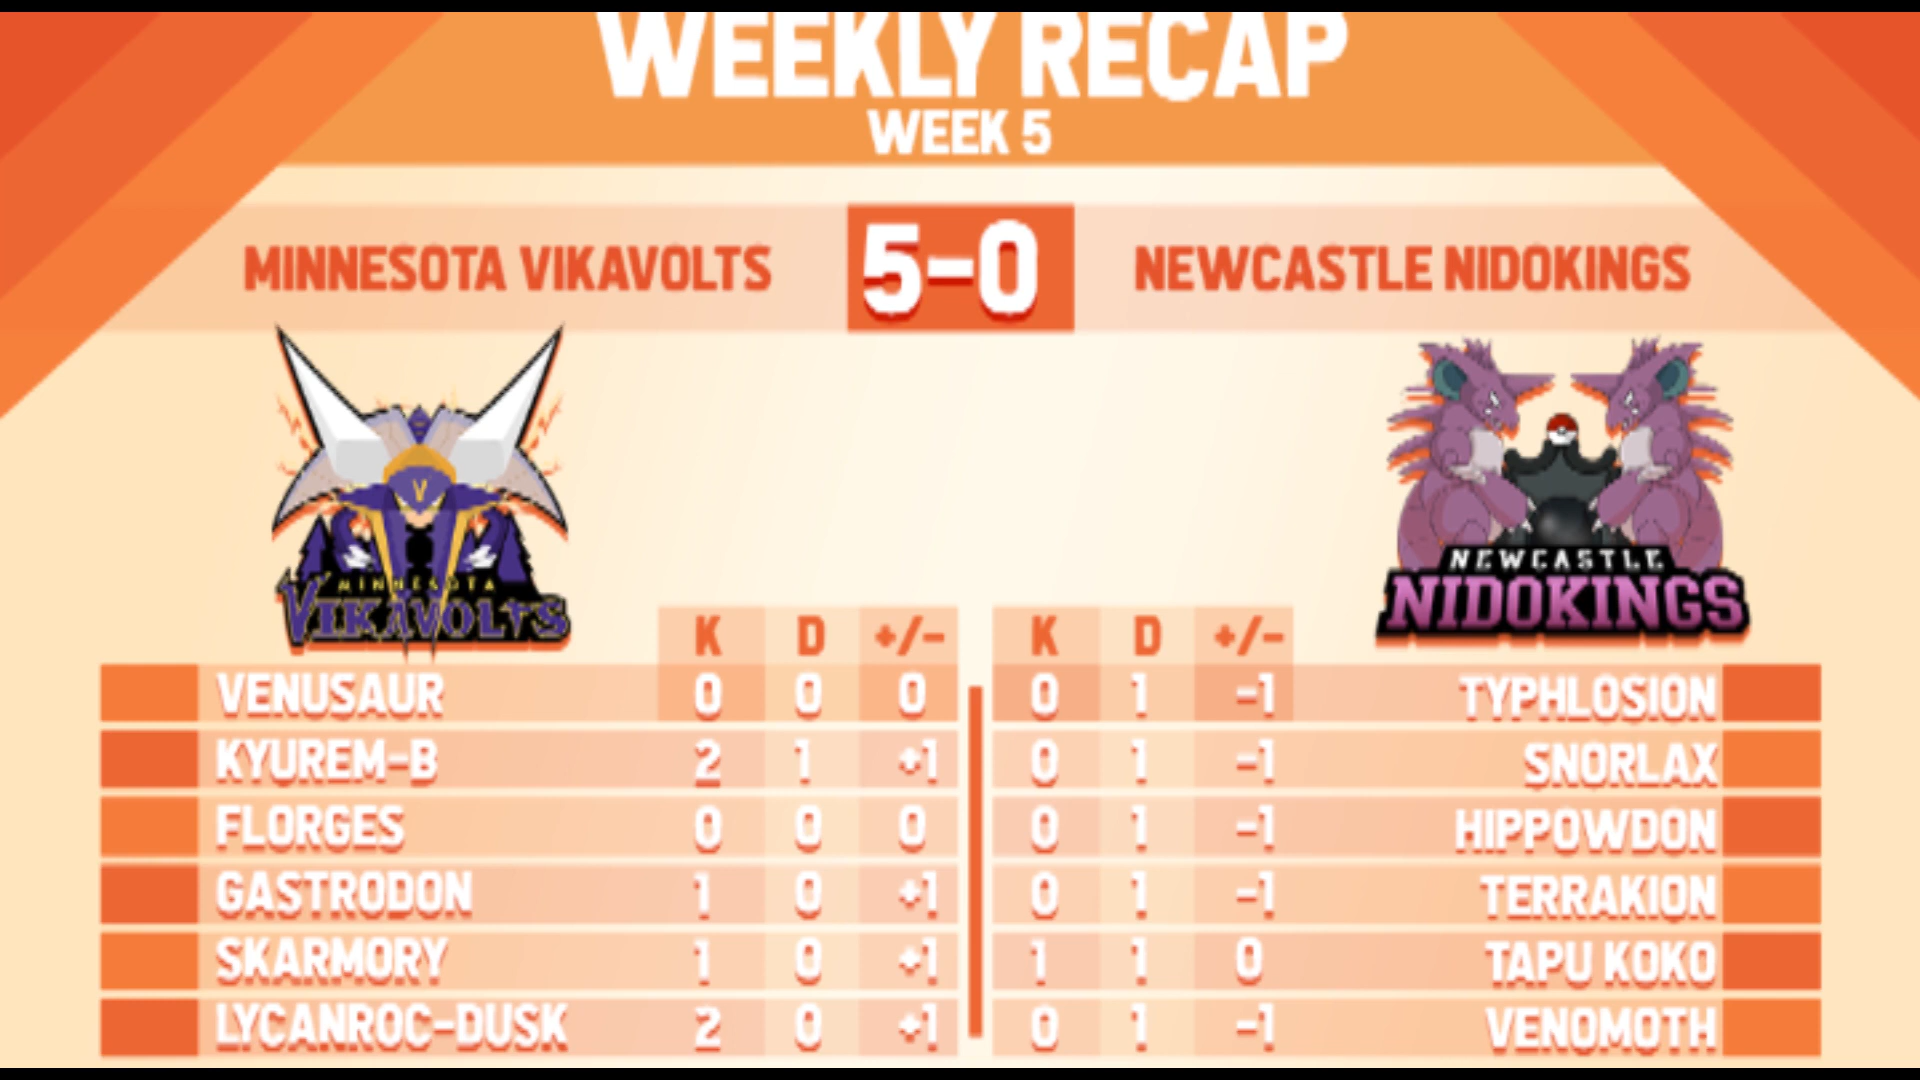 WEEKLY RECAP
WEEK 5
MINNESOTA VIKAVOLTS 5-0 NEWCASTLE NIDOKINGS
V
MINNESOTA
VIKAVOLTS
NEWCASTLE
NIDOKINGS
K D +/- K D +/-
VENUSAUR 0 0 0 0 1 -1 TYPHLOSION
KYUREM-B 2 1 +1 0 1 -1 SNORLAX
FLORGES 0 0 0 0 1 -1 HIPPOWDON
GASTRODON 1 0 +1 0 1 -1 TERRAKION
SKARMORY 1 0 +1 1 1 0 TAPU KOKO
LYCANROC-DUSK 2 0 +1 0 1 -1 VENOMOTH